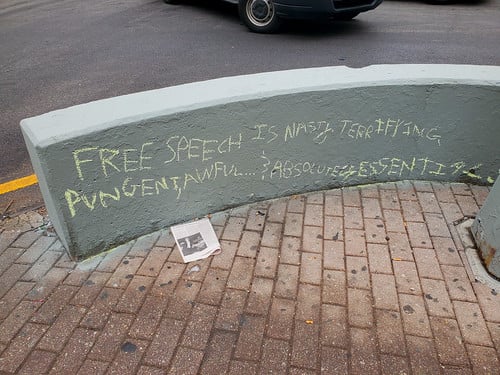 FREE SPEECH IS NASTY TERRIFYING,
PUNGENT, AWFUL... & ABSOLUTELY ESSENTIAL.